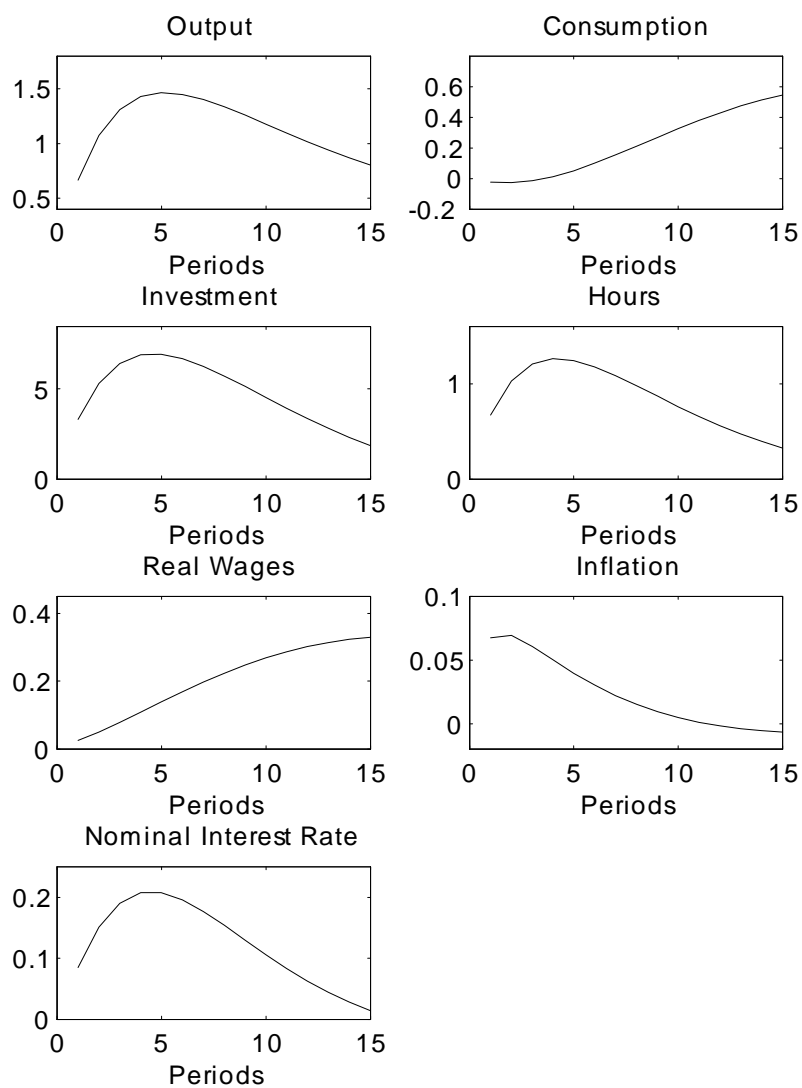 Output
1.5
1
0.5
0 5 10 15
Periods
Consumption
0.6
0.4
0.2
0
-0.2
0 5 10 15
Periods
Investment
5
0
0 5 10 15
Periods
Hours
1
0
0 5 10 15
Periods
Real Wages
0.4
0.2
0
0 5 10 15
Periods
Inflation
0.1
0.05
0
0 5 10 15
Periods
Nominal Interest Rate
0.2
0.1
0
0 5 10 15
Periods